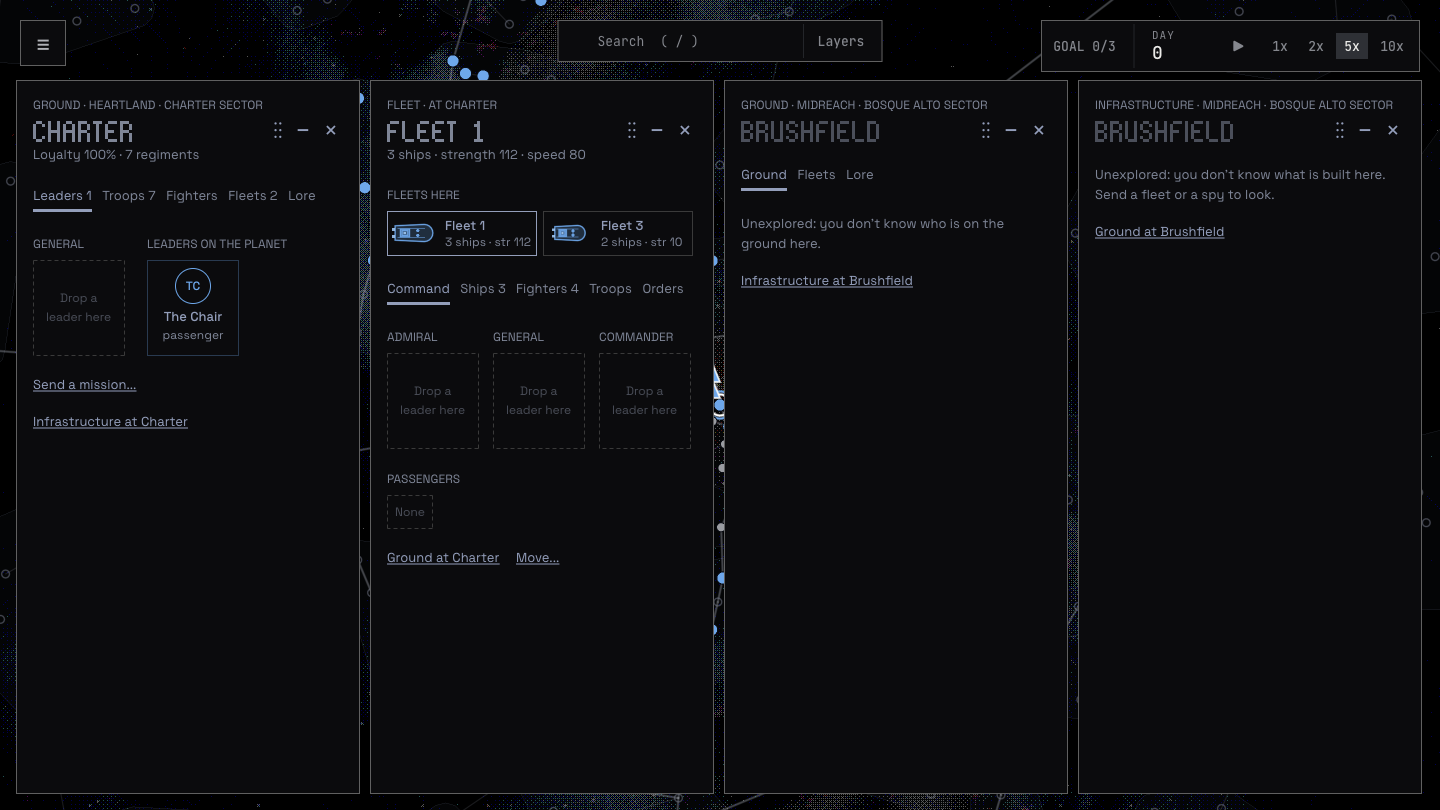 Search ( / )
Layers
GOAL 0/3
DAY
0
1x
2x
5x
10x
GROUND · HEARTLAND · CHARTER SECTOR
CHARTER
Loyalty 100% · 7 regiments
Leaders 1
Troops 7
Fighters
Fleets 2
Lore
GENERAL
LEADERS ON THE PLANET
Drop a
leader here
TC
The Chair
passenger
Send a mission...
Infrastructure at Charter
FLEET · AT CHARTER
FLEET 1
3 ships · strength 112 · speed 80
FLEETS HERE
Fleet 1
3 ships · str 112
Fleet 3
2 ships · str 10
Command
Ships 3
Fighters 4
Troops
Orders
ADMIRAL
GENERAL
COMMANDER
Drop a
leader here
Drop a
leader here
Drop a
leader here
PASSENGERS
None
Ground at Charter
Move...
GROUND · MIDREACH · BOSQUE ALTO SECTOR
BRUSHFIELD
Ground
Fleets
Lore
Unexplored: you don't know who is on the
ground here.
Infrastructure at Brushfield
INFRASTRUCTURE · MIDREACH · BOSQUE ALTO SECTOR
BRUSHFIELD
Unexplored: you don't know what is built here.
Send a fleet or a spy to look.
Ground at Brushfield